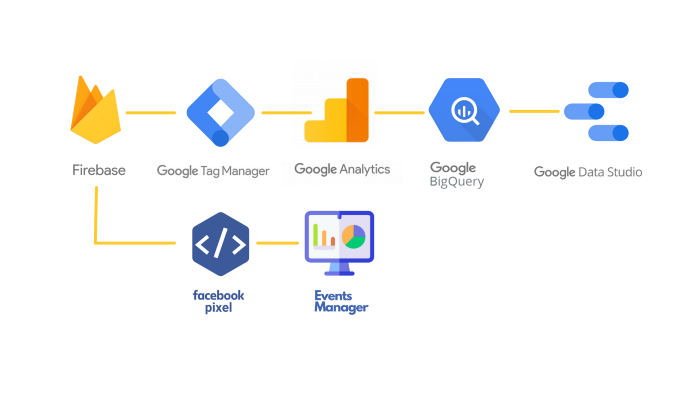 Firebase
Google Tag Manager
Google Analytics
Google
BigQuery
Google Data Studio
</>
facebook
pixel
Events
Manager